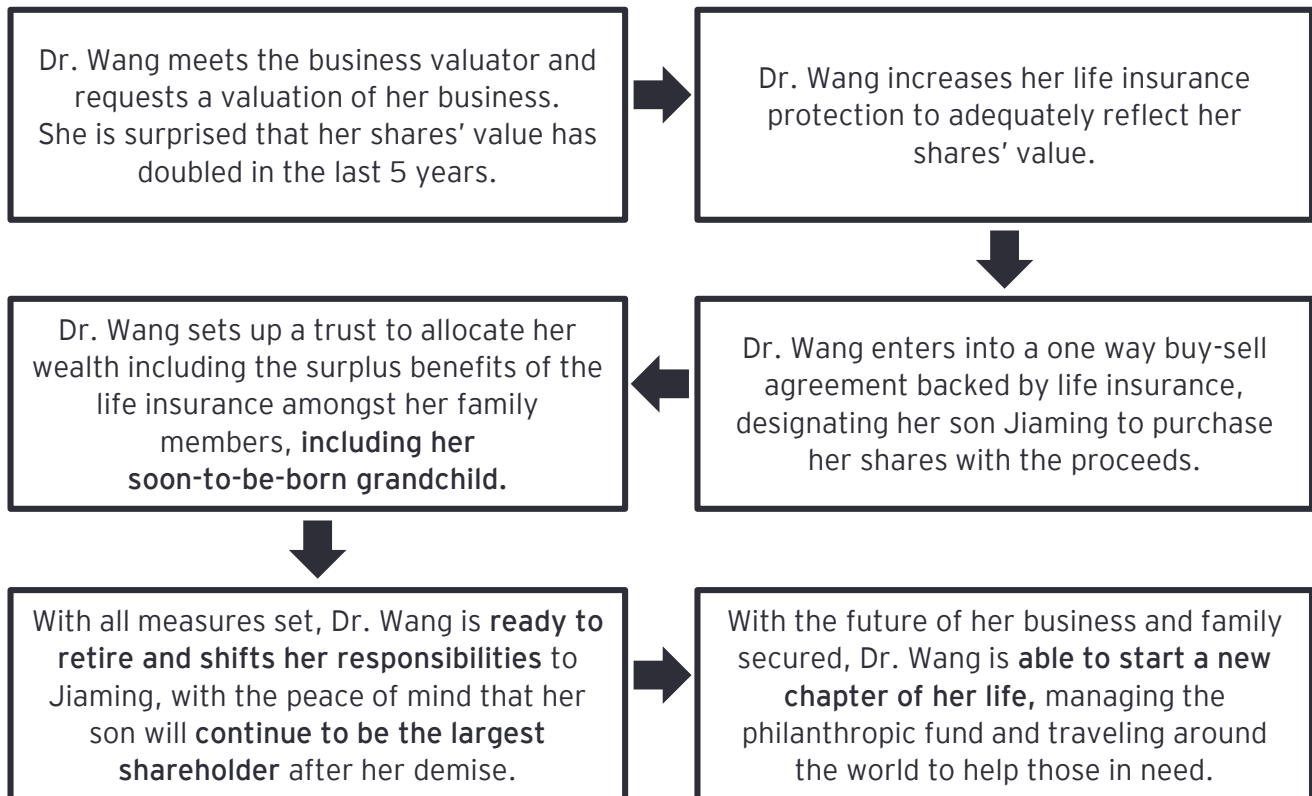 Dr. Wang meets the business valuator and
requests a valuation of her business.
She is surprised that her shares’ value has
doubled in the last 5 years.
Dr. Wang increases her life insurance
protection to adequately reflect her
shares’ value.
Dr. Wang enters into a one way buy-sell
agreement backed by life insurance,
designating her son Jiaming to purchase
her shares with the proceeds.
Dr. Wang sets up a trust to allocate her
wealth including the surplus benefits of the
life insurance amongst her family
members, including her
soon-to-be-born grandchild.
With all measures set, Dr. Wang is ready to
retire and shifts her responsibilities to
Jiaming, with the peace of mind that her
son will continue to be the largest
shareholder after her demise.
With the future of her business and family
secured, Dr. Wang is able to start a new
chapter of her life, managing the
philanthropic fund and traveling around
the world to help those in need.